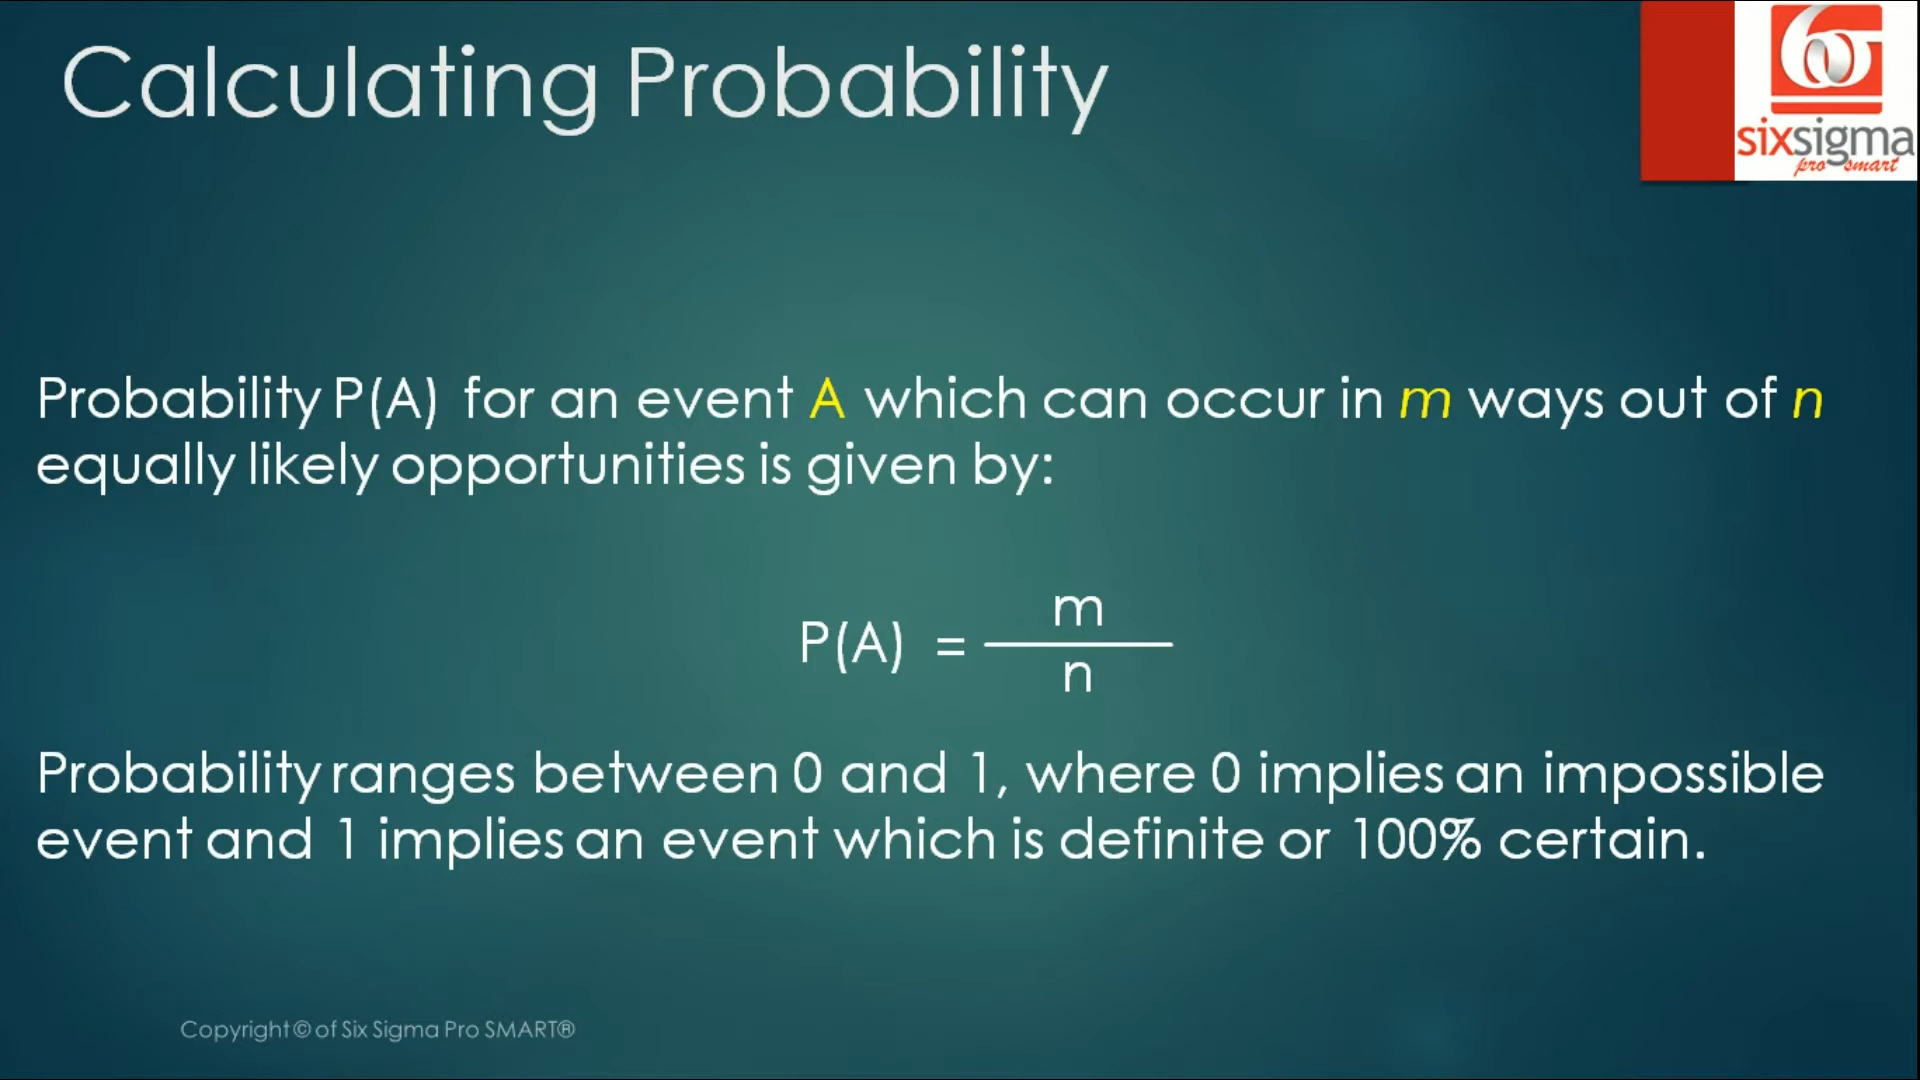 Calculating Probability
6σ
sixsigma
pro smart
Probability P(A) for an event A which can occur in m ways out of n
equally likely opportunities is given by:
P(A) = m
n
Probability ranges between 0 and 1, where 0 implies an impossible
event and 1 implies an event which is definite or 100% certain.
Copyright © of Six Sigma Pro SMART®